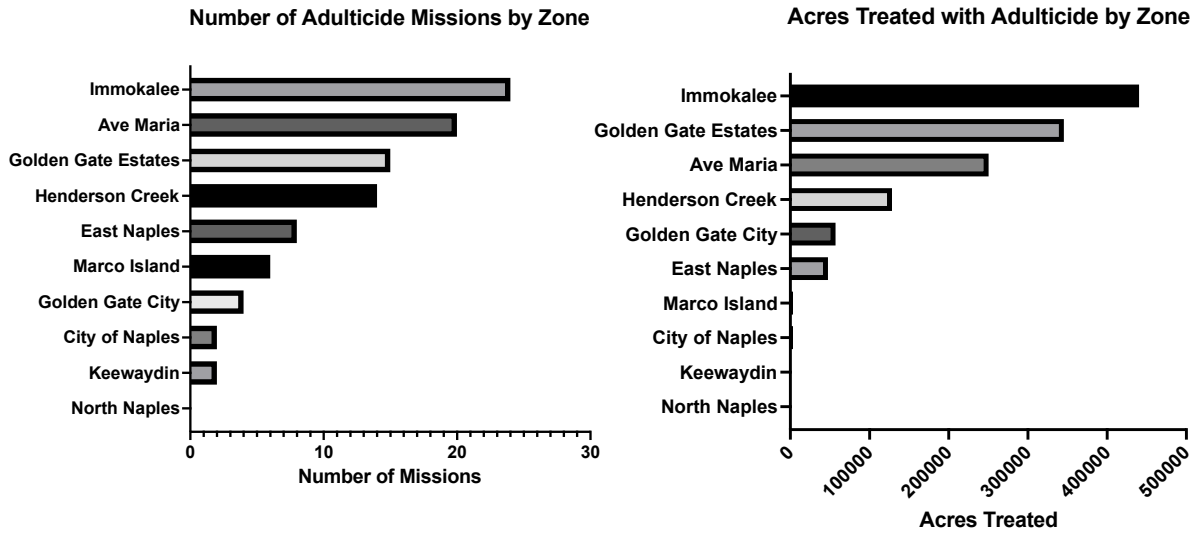 Number of Adulticide Missions by Zone
Immokalee
Ave Maria
Golden Gate Estates
Henderson Creek
East Naples
Marco Island
Golden Gate City
City of Naples
Keewaydin
North Naples
0 10 20 30
Number of Missions
Acres Treated with Adulticide by Zone
Immokalee
Golden Gate Estates
Ave Maria
Henderson Creek
Golden Gate City
East Naples
Marco Island
City of Naples
Keewaydin
North Naples
0 100000 200000 300000 400000 500000
Acres Treated